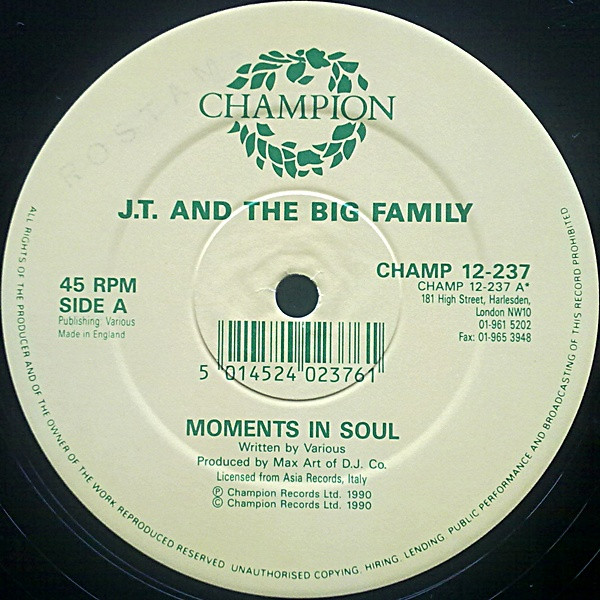 CHAMPION
ROSTAM
J.T. AND THE BIG FAMILY
45 RPM
SIDE A
Publishing: Various
Made in England
CHAMP 12-237
CHAMP 12-237 A*
181 High Street, Harlesden,
London NW10
01-961 5202
Fax: 01-965 3948
5 014524 023761
MOMENTS IN SOUL
Written by Various
Produced by Max Art of D.J. Co.
Licensed from Asia Records, Italy
Ⓟ Champion Records Ltd. 1990
© Champion Records Ltd. 1990
ALL RIGHTS OF THE PRODUCER AND OF THE OWNER OF THE WORK REPRODUCED RESERVED UNAUTHORISED COPYING, HIRING, LENDING, PUBLIC PERFORMANCE AND BROADCASTING OF THIS RECORD PROHIBITED